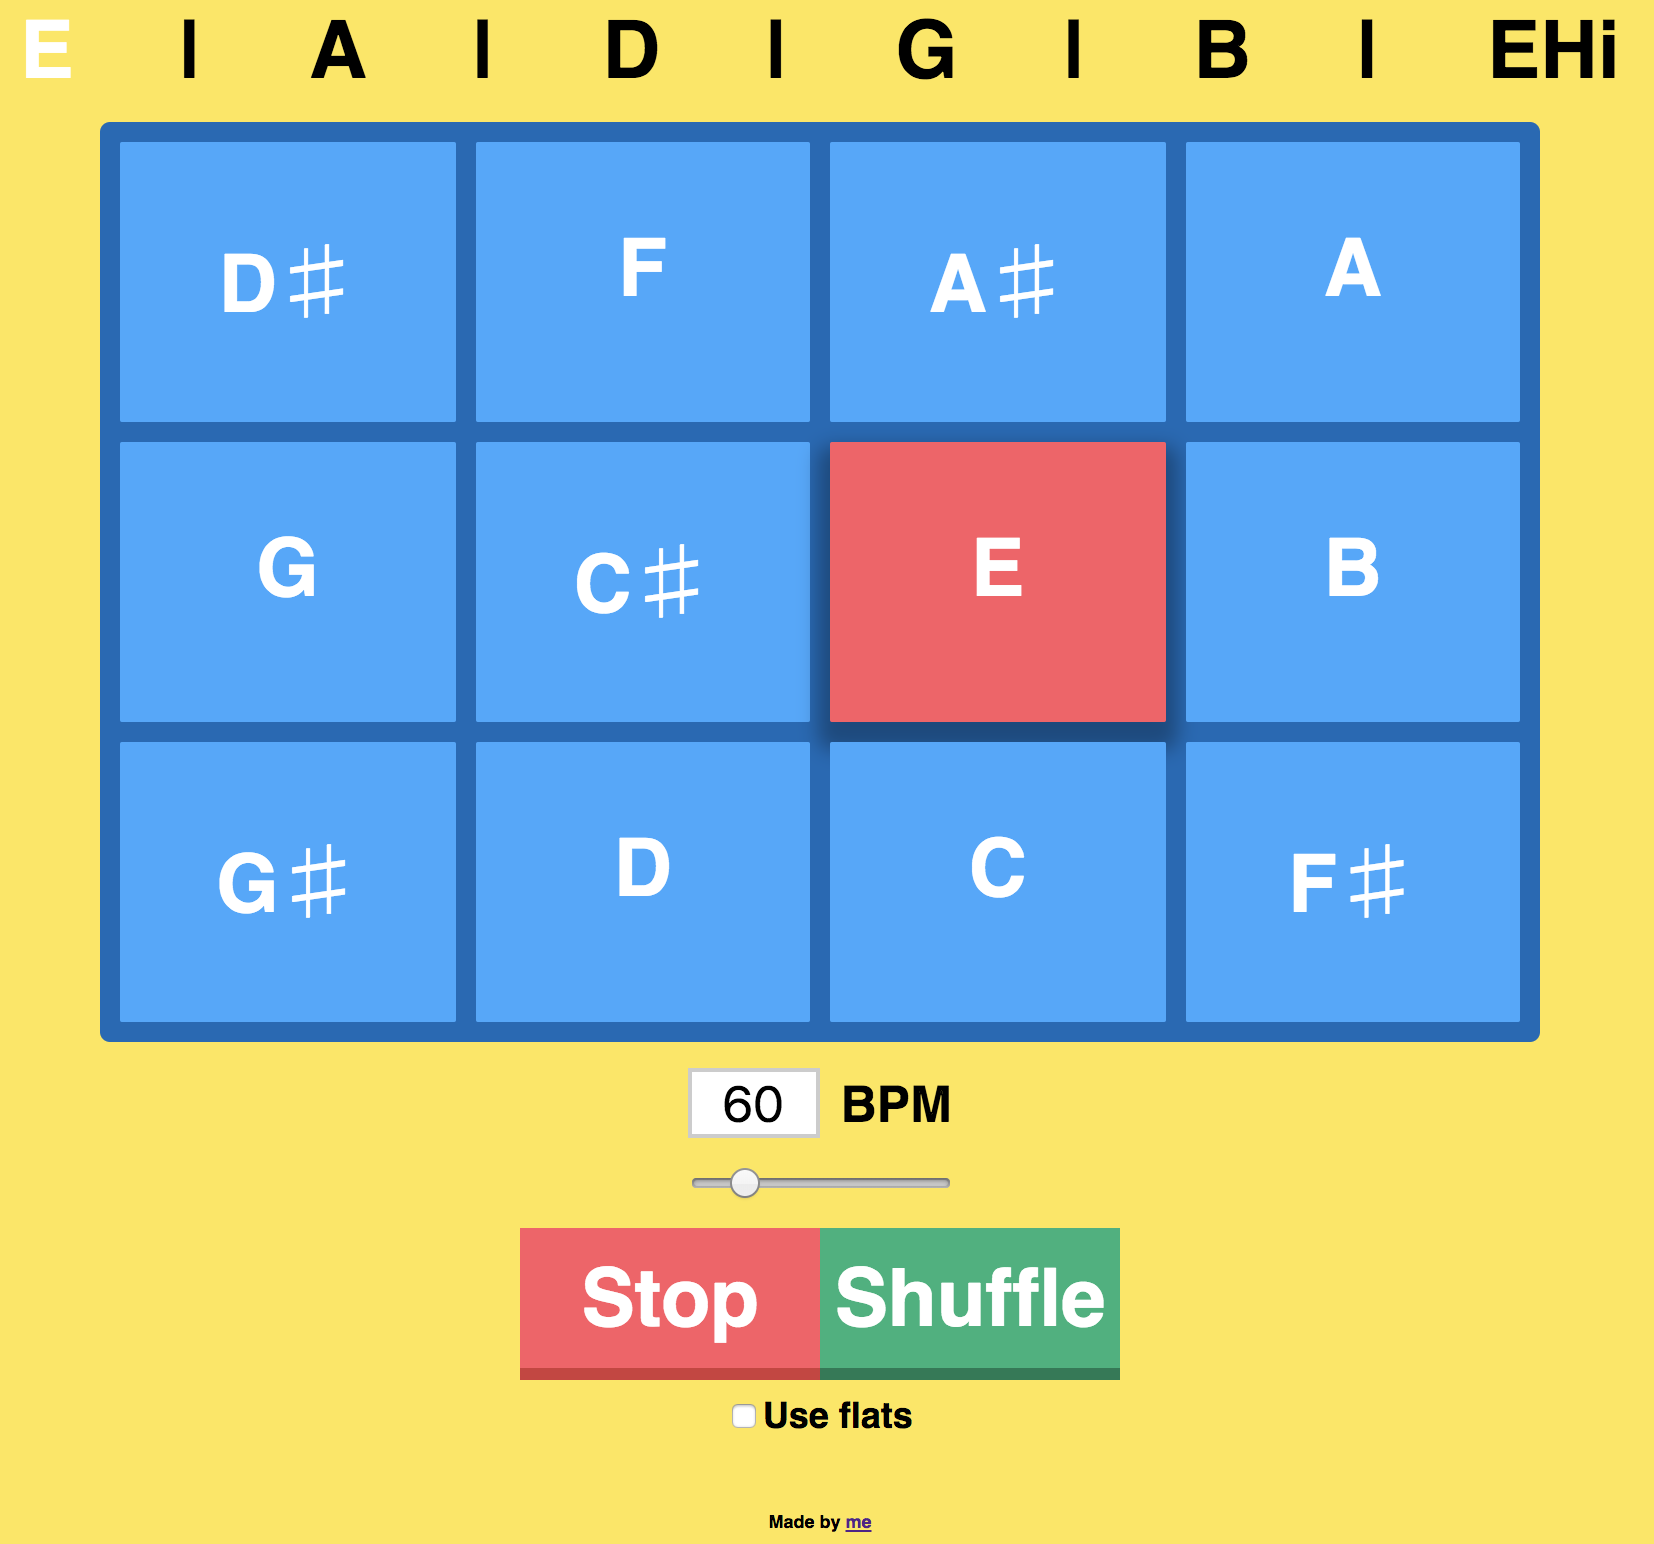 E | A | D | G | B | EHi
D♯ F A♯ A
G C♯ E B
G♯ D C F♯
60 BPM
Stop Shuffle
Use flats
Made by me